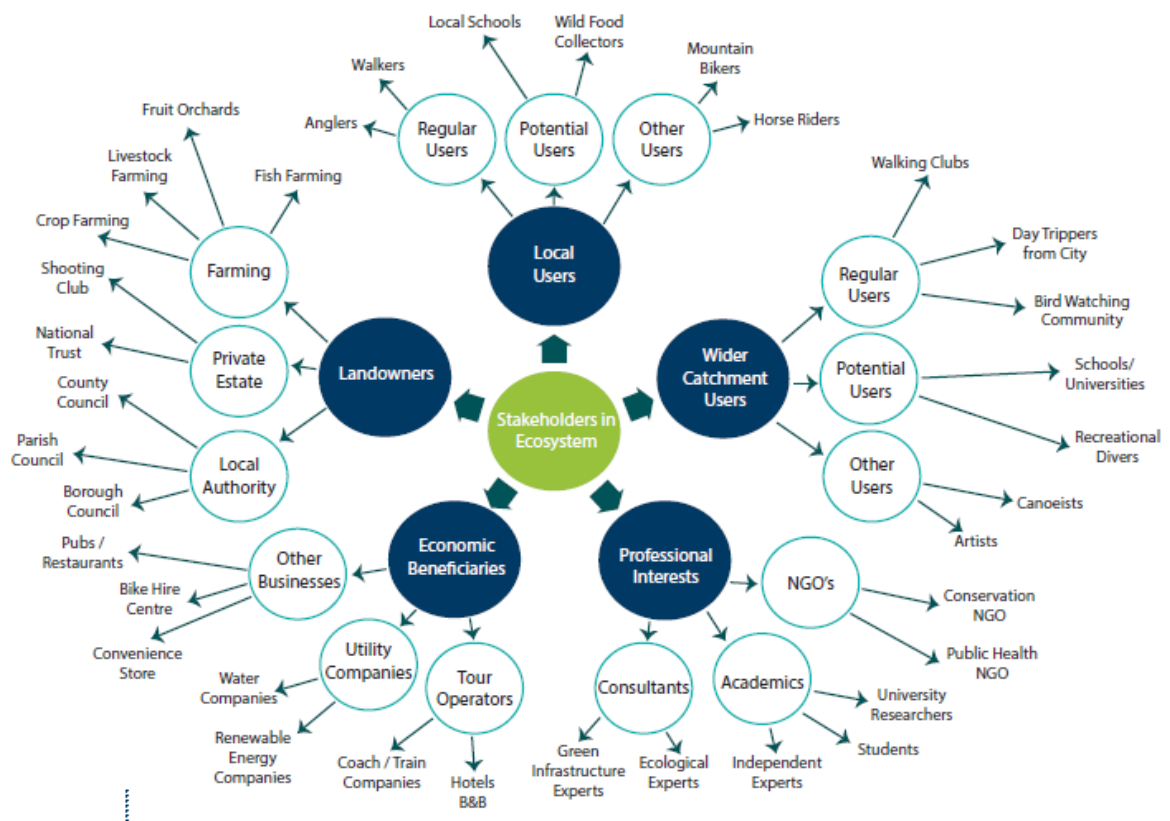 Stakeholders in
Ecosystem
Local
Users
Regular
Users
Walkers
Anglers
Potential
Users
Local Schools
Wild Food
Collectors
Other
Users
Mountain
Bikers
Horse Riders
Wider
Catchment
Users
Regular
Users
Walking Clubs
Day Trippers
from City
Bird Watching
Community
Potential
Users
Schools/
Universities
Recreational
Divers
Other
Users
Canoeists
Artists
Professional
Interests
NGO's
Conservation
NGO
Public Health
NGO
Academics
University
Researchers
Students
Independent
Experts
Consultants
Ecological
Experts
Green
Infrastructure
Experts
Economic
Beneficiaries
Tour
Operators
Hotels
B&B
Coach / Train
Companies
Utility
Companies
Water
Companies
Renewable
Energy
Companies
Other
Businesses
Pubs /
Restaurants
Bike Hire
Centre
Convenience
Store
Landowners
Local
Authority
County
Council
Parish
Council
Borough
Council
Private
Estate
Shooting
Club
National
Trust
Farming
Crop Farming
Livestock
Farming
Fruit Orchards
Fish Farming